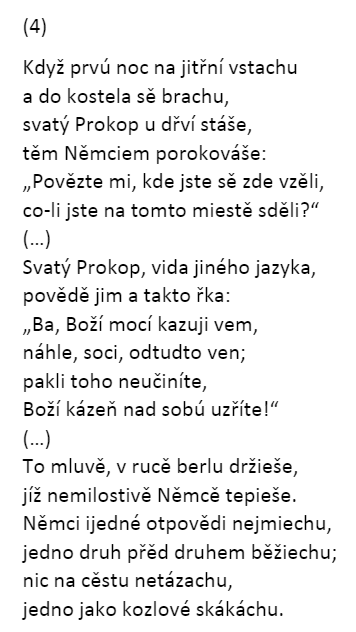 (4)
Když prvú noc na jitřní vstachu
a do kostela sě brachu,
svatý Prokop u dří stáše,
těm Němciem porokováše:
„Povězte mi, kde jste sě zde vzěli,
co-li jste na tomto miestě sděli?“
(…)
Svatý Prokop, vida jiného jazyka,
povědě jim a takto řka:
„Ba, Boží mocí kazuji vem,
náhle, soci, odtudto ven;
pakli toho neučiníte,
Boží kázeň nad sobú uzříte!“
(…)
To mluvě, v rucě berlu držieše,
jíž nemilostivě Němcě tepieše.
Němci ijedné otpovědi nejmiechu,
jedno druh přěd druhem běžiechu;
nic na cěstu netázachu,
jedno jako kozlové skákáchu.